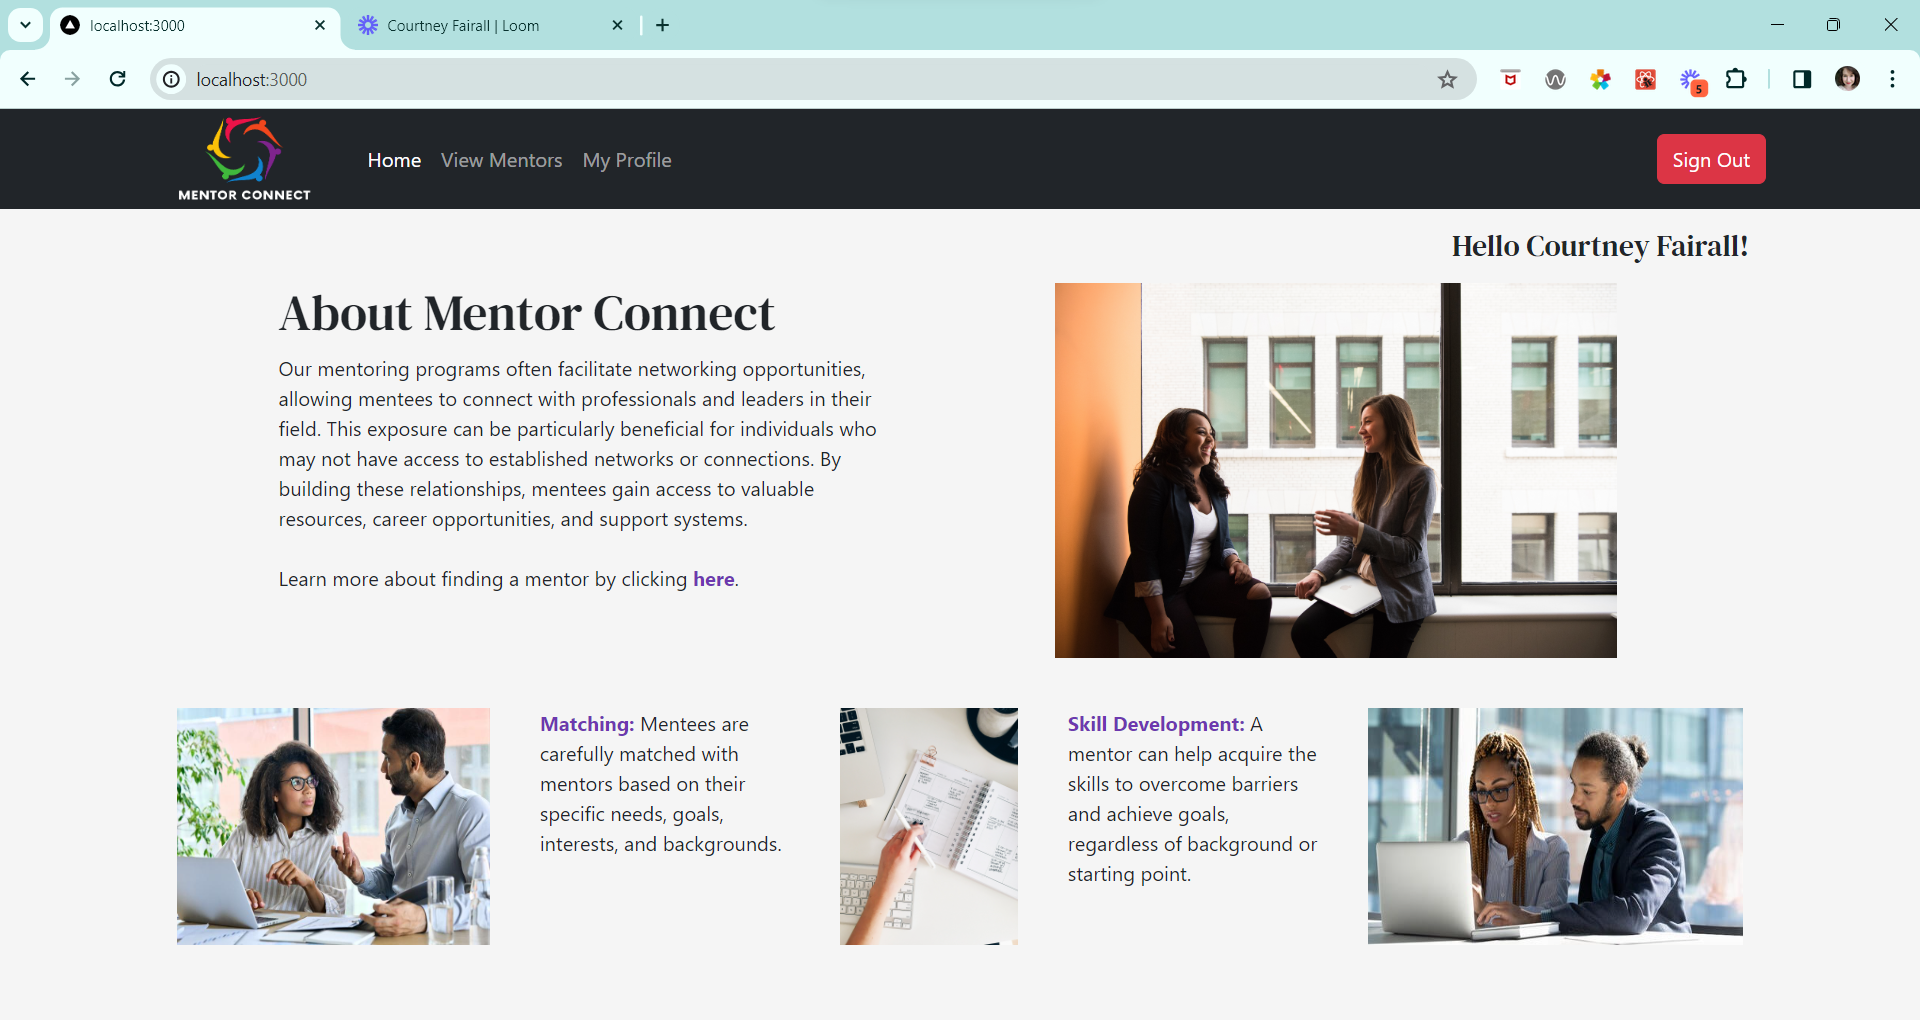 localhost:3000
Courtney Fairall | Loom
localhost:3000
5
MENTOR CONNECT
Home
View Mentors
My Profile
Sign Out
Hello Courtney Fairall!
About Mentor Connect
Our mentoring programs often facilitate networking opportunities,
allowing mentees to connect with professionals and leaders in their
field. This exposure can be particularly beneficial for individuals who
may not have access to established networks or connections. By
building these relationships, mentees gain access to valuable
resources, career opportunities, and support systems.
Learn more about finding a mentor by clicking here.
Matching: Mentees are
carefully matched with
mentors based on their
specific needs, goals,
interests, and backgrounds.
Skill Development: A
mentor can help acquire the
skills to overcome barriers
and achieve goals,
regardless of background or
starting point.